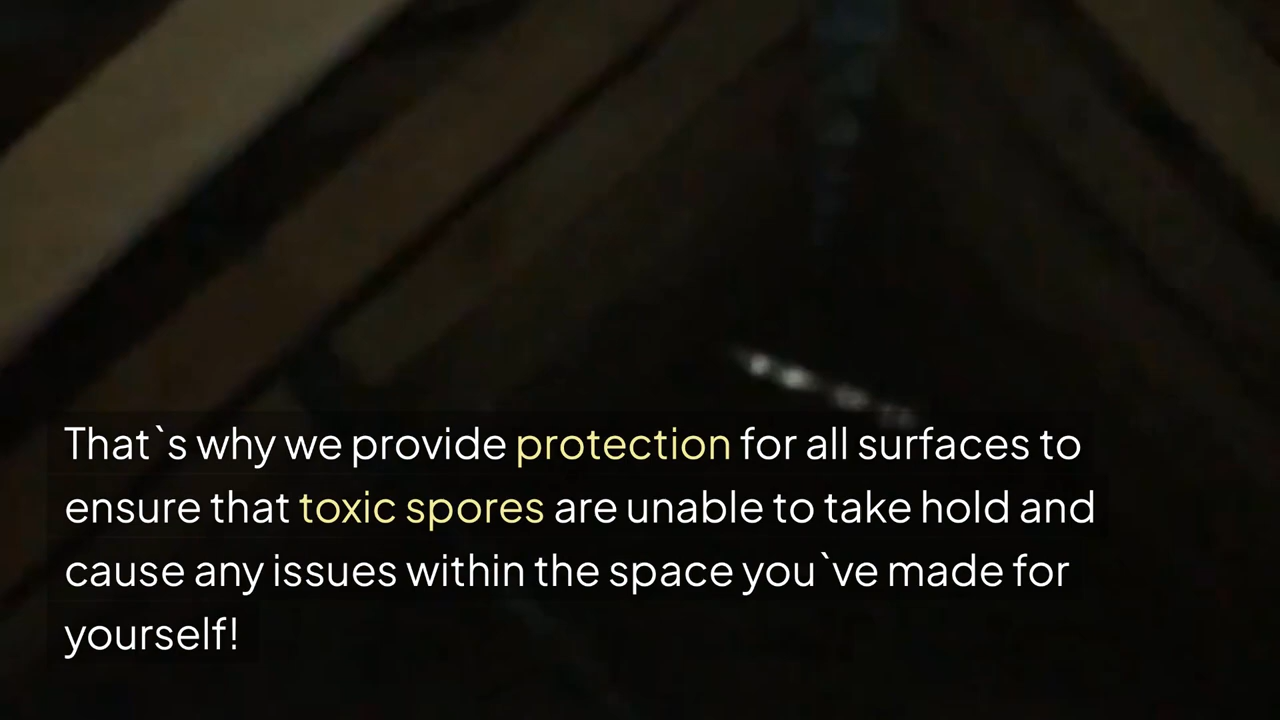 That`s why we provide protection for all surfaces to
ensure that toxic spores are unable to take hold and
cause any issues within the space you`ve made for
yourself!